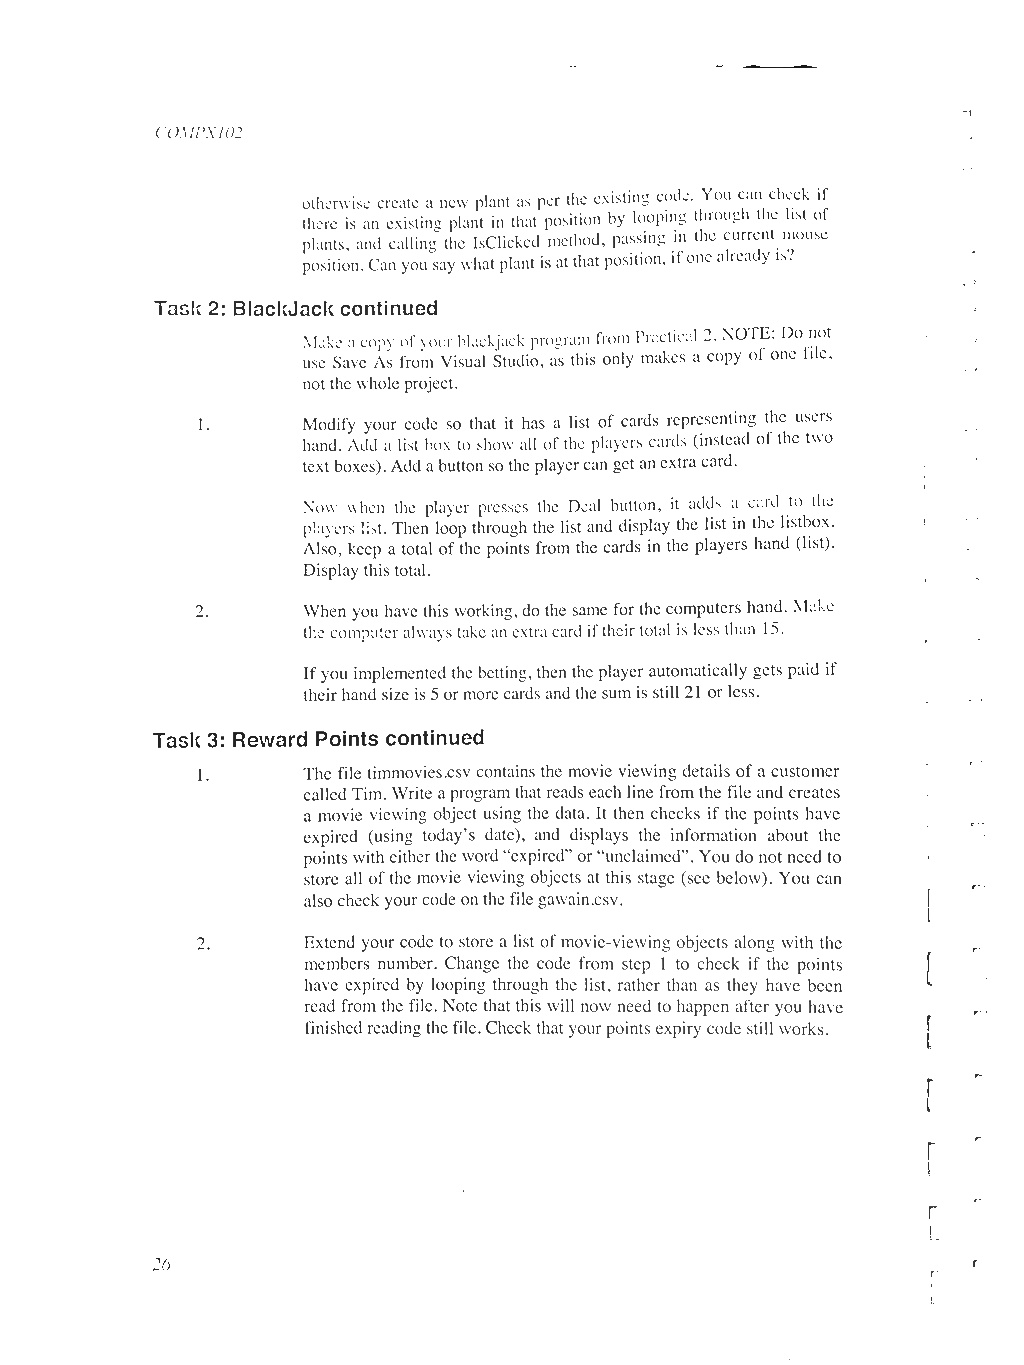 COMPX102
otherwise create a new plant as per the existing code. You can check if
there is an existing plant in that position by looping through the list of
plants, and calling the IsClicked method, passing in the current mouse
position. Can you say what plant is at that position, if one already is?
Task 2: BlackJack continued
Make a copy of your blackjack program from Practical 2. NOTE: Do not
use Save As from Visual Studio, as this only makes a copy of one file,
not the whole project.
1. Modify your code so that it has a list of cards representing the users
hand. Add a list box to show all of the players cards (instead of the two
text boxes). Add a button so the player can get an extra card.
Now when the player presses the Deal button, it adds a card to the
players list. Then loop through the list and display the list in the listbox.
Also, keep a total of the points from the cards in the players hand (list).
Display this total.
2. When you have this working, do the same for the computers hand. Make
the computer always take an extra card if their total is less than 15.
If you implemented the betting, then the player automatically gets paid if
their hand size is 5 or more cards and the sum is still 21 or less.
Task 3: Reward Points continued
1. The file timmovies.csv contains the movie viewing details of a customer
called Tim. Write a program that reads each line from the file and creates
a movie viewing object using the data. It then checks if the points have
expired (using today's date), and displays the information about the
points with either the word “expired” or “unclaimed”. You do not need to
store all of the movie viewing objects at this stage (see below). You can
also check your code on the file gawain.csv.
2. Extend your code to store a list of movie-viewing objects along with the
members number. Change the code from step 1 to check if the points
have expired by looping through the list, rather than as they have been
read from the file. Note that this will now need to happen after you have
finished reading the file. Check that your points expiry code still works.
26